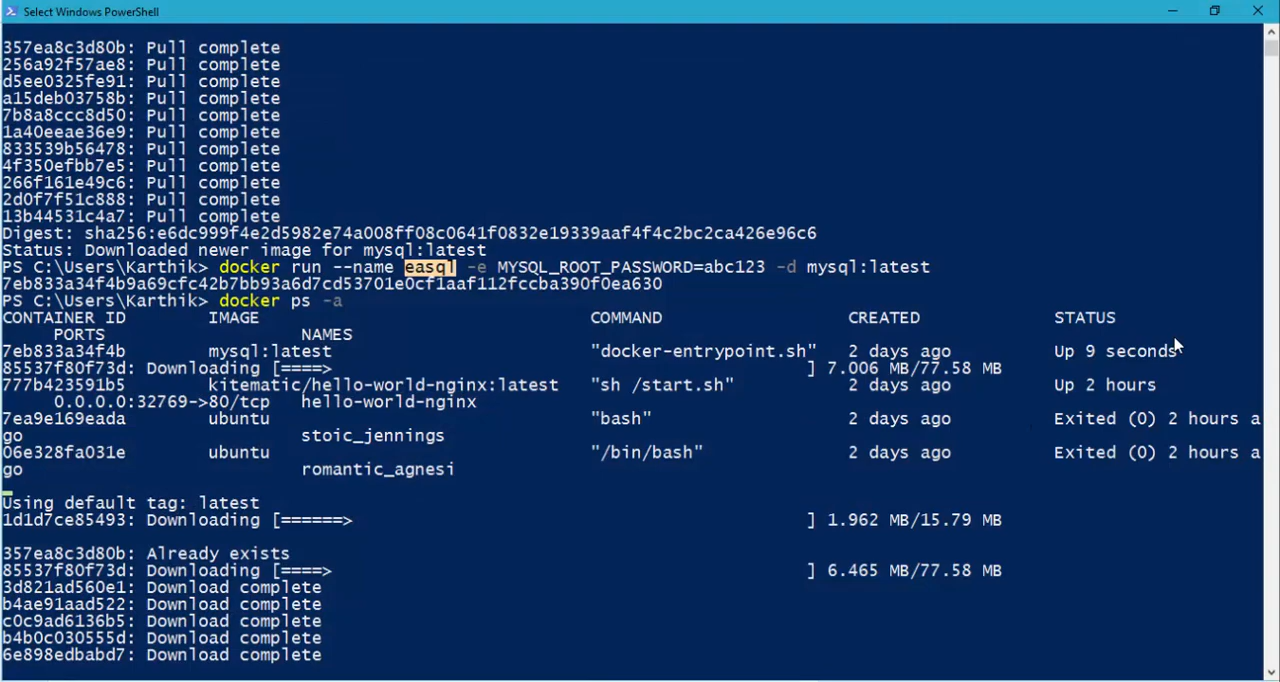 Select Windows PowerShell
357ea8c3d80b: Pull complete
256a92f57ae8: Pull complete
d5ee0325fe91: Pull complete
a15deb03758b: Pull complete
7b8a8ccc8d50: Pull complete
1a40eeae36e9: Pull complete
833539b56478: Pull complete
4f350efbb7e5: Pull complete
266f161e49c6: Pull complete
2d0f7f51c888: Pull complete
13b44531c4a7: Pull complete
Digest: sha256:e6dc999f4e2d5982e74a008ff08c0641f0832e19339aaf4f4c2bc2ca426e96c6
Status: Downloaded newer image for mysql:latest
PS C:\Users\Karthik> docker run --name easql -e MYSQL_ROOT_PASSWORD=abc123 -d mysql:latest
7eb833a34f4b9a69cfc42b7bb93a6d7cd53701e0cf1aaf112fccba390f0ea630
PS C:\Users\Karthik> docker ps -a
CONTAINER ID IMAGE COMMAND CREATED STATUS
PORTS NAMES
7eb833a34f4b mysql:latest "docker-entrypoint.sh" 2 days ago Up 9 seconds
85537f80f73d: Downloading [====> ] 7.006 MB/77.58 MB
777b423591b5 kitematic/hello-world-nginx:latest "sh /start.sh" 2 days ago Up 2 hours
0.0.0.0:32769->80/tcp hello-world-nginx
7ea9e169eada ubuntu "bash" 2 days ago Exited (0) 2 hours a
go stoic_jennings
06e328fa031e ubuntu "/bin/bash" 2 days ago Exited (0) 2 hours a
go romantic_agnesi
Using default tag: latest
1d1d7ce85493: Downloading [======> ] 1.962 MB/15.79 MB
357ea8c3d80b: Already exists
85537f80f73d: Downloading [====> ] 6.465 MB/77.58 MB
3d821ad560e1: Download complete
b4ae91aad522: Download complete
c0c9ad6136b5: Download complete
b4b0c030555d: Download complete
6e898edbabd7: Download complete